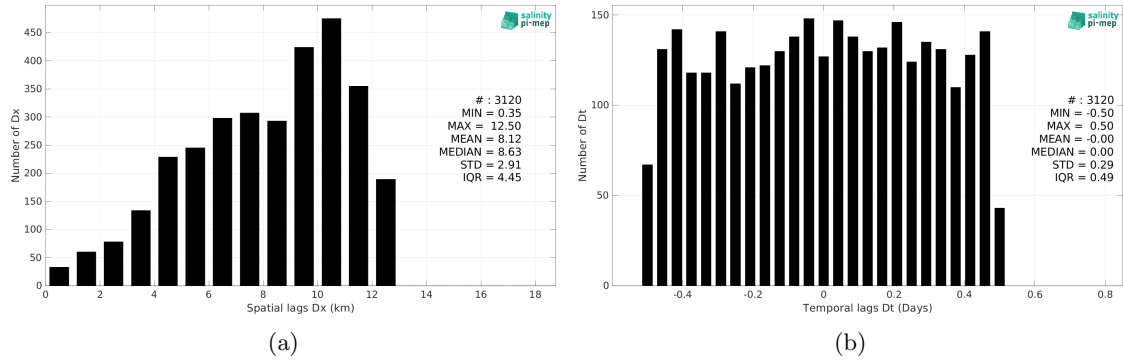 salinity
pi-mep
450
400
350
300
250
200
150
100
50
0
Number of Dx
# : 3120
MIN = 0.35
MAX = 12.50
MEAN = 8.12
MEDIAN = 8.63
STD = 2.91
IQR = 4.45
0 2 4 6 8 10 12 14 16 18
Spatial lags Dx (km)
(a)
salinity
pi-mep
150
100
50
0
Number of Dt
# : 3120
MIN = -0.50
MAX = 0.50
MEAN = -0.00
MEDIAN = 0.00
STD = 0.29
IQR = 0.49
-0.4 -0.2 0 0.2 0.4 0.6 0.8
Temporal lags Dt (Days)
(b)